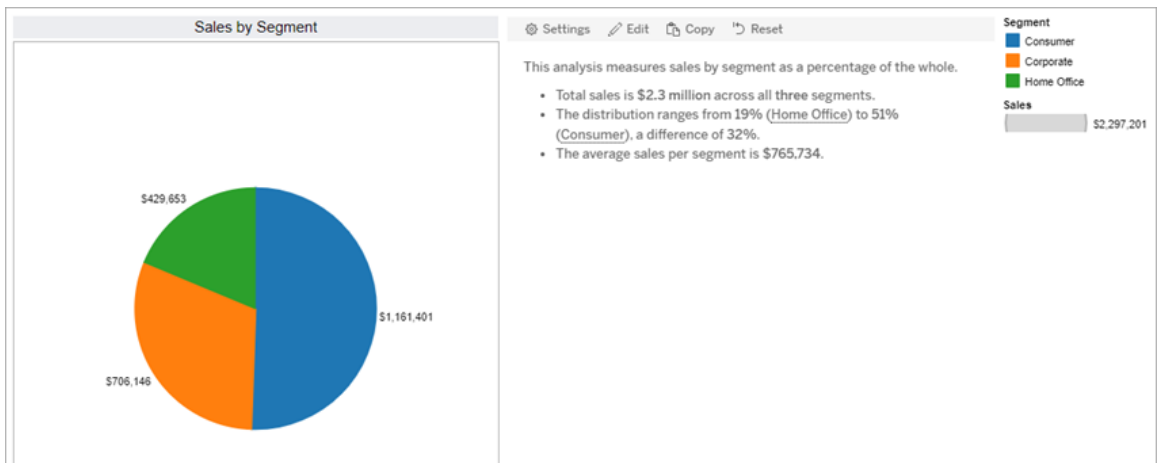 Sales by Segment
$429,653
$1,161,401
$706,146
Settings Edit Copy Reset
This analysis measures sales by segment as a percentage of the whole.
• Total sales is $2.3 million across all three segments.
• The distribution ranges from 19% (Home Office) to 51%
(Consumer), a difference of 32%.
• The average sales per segment is $765,734.
Segment
Consumer
Corporate
Home Office
Sales
$2,297,201